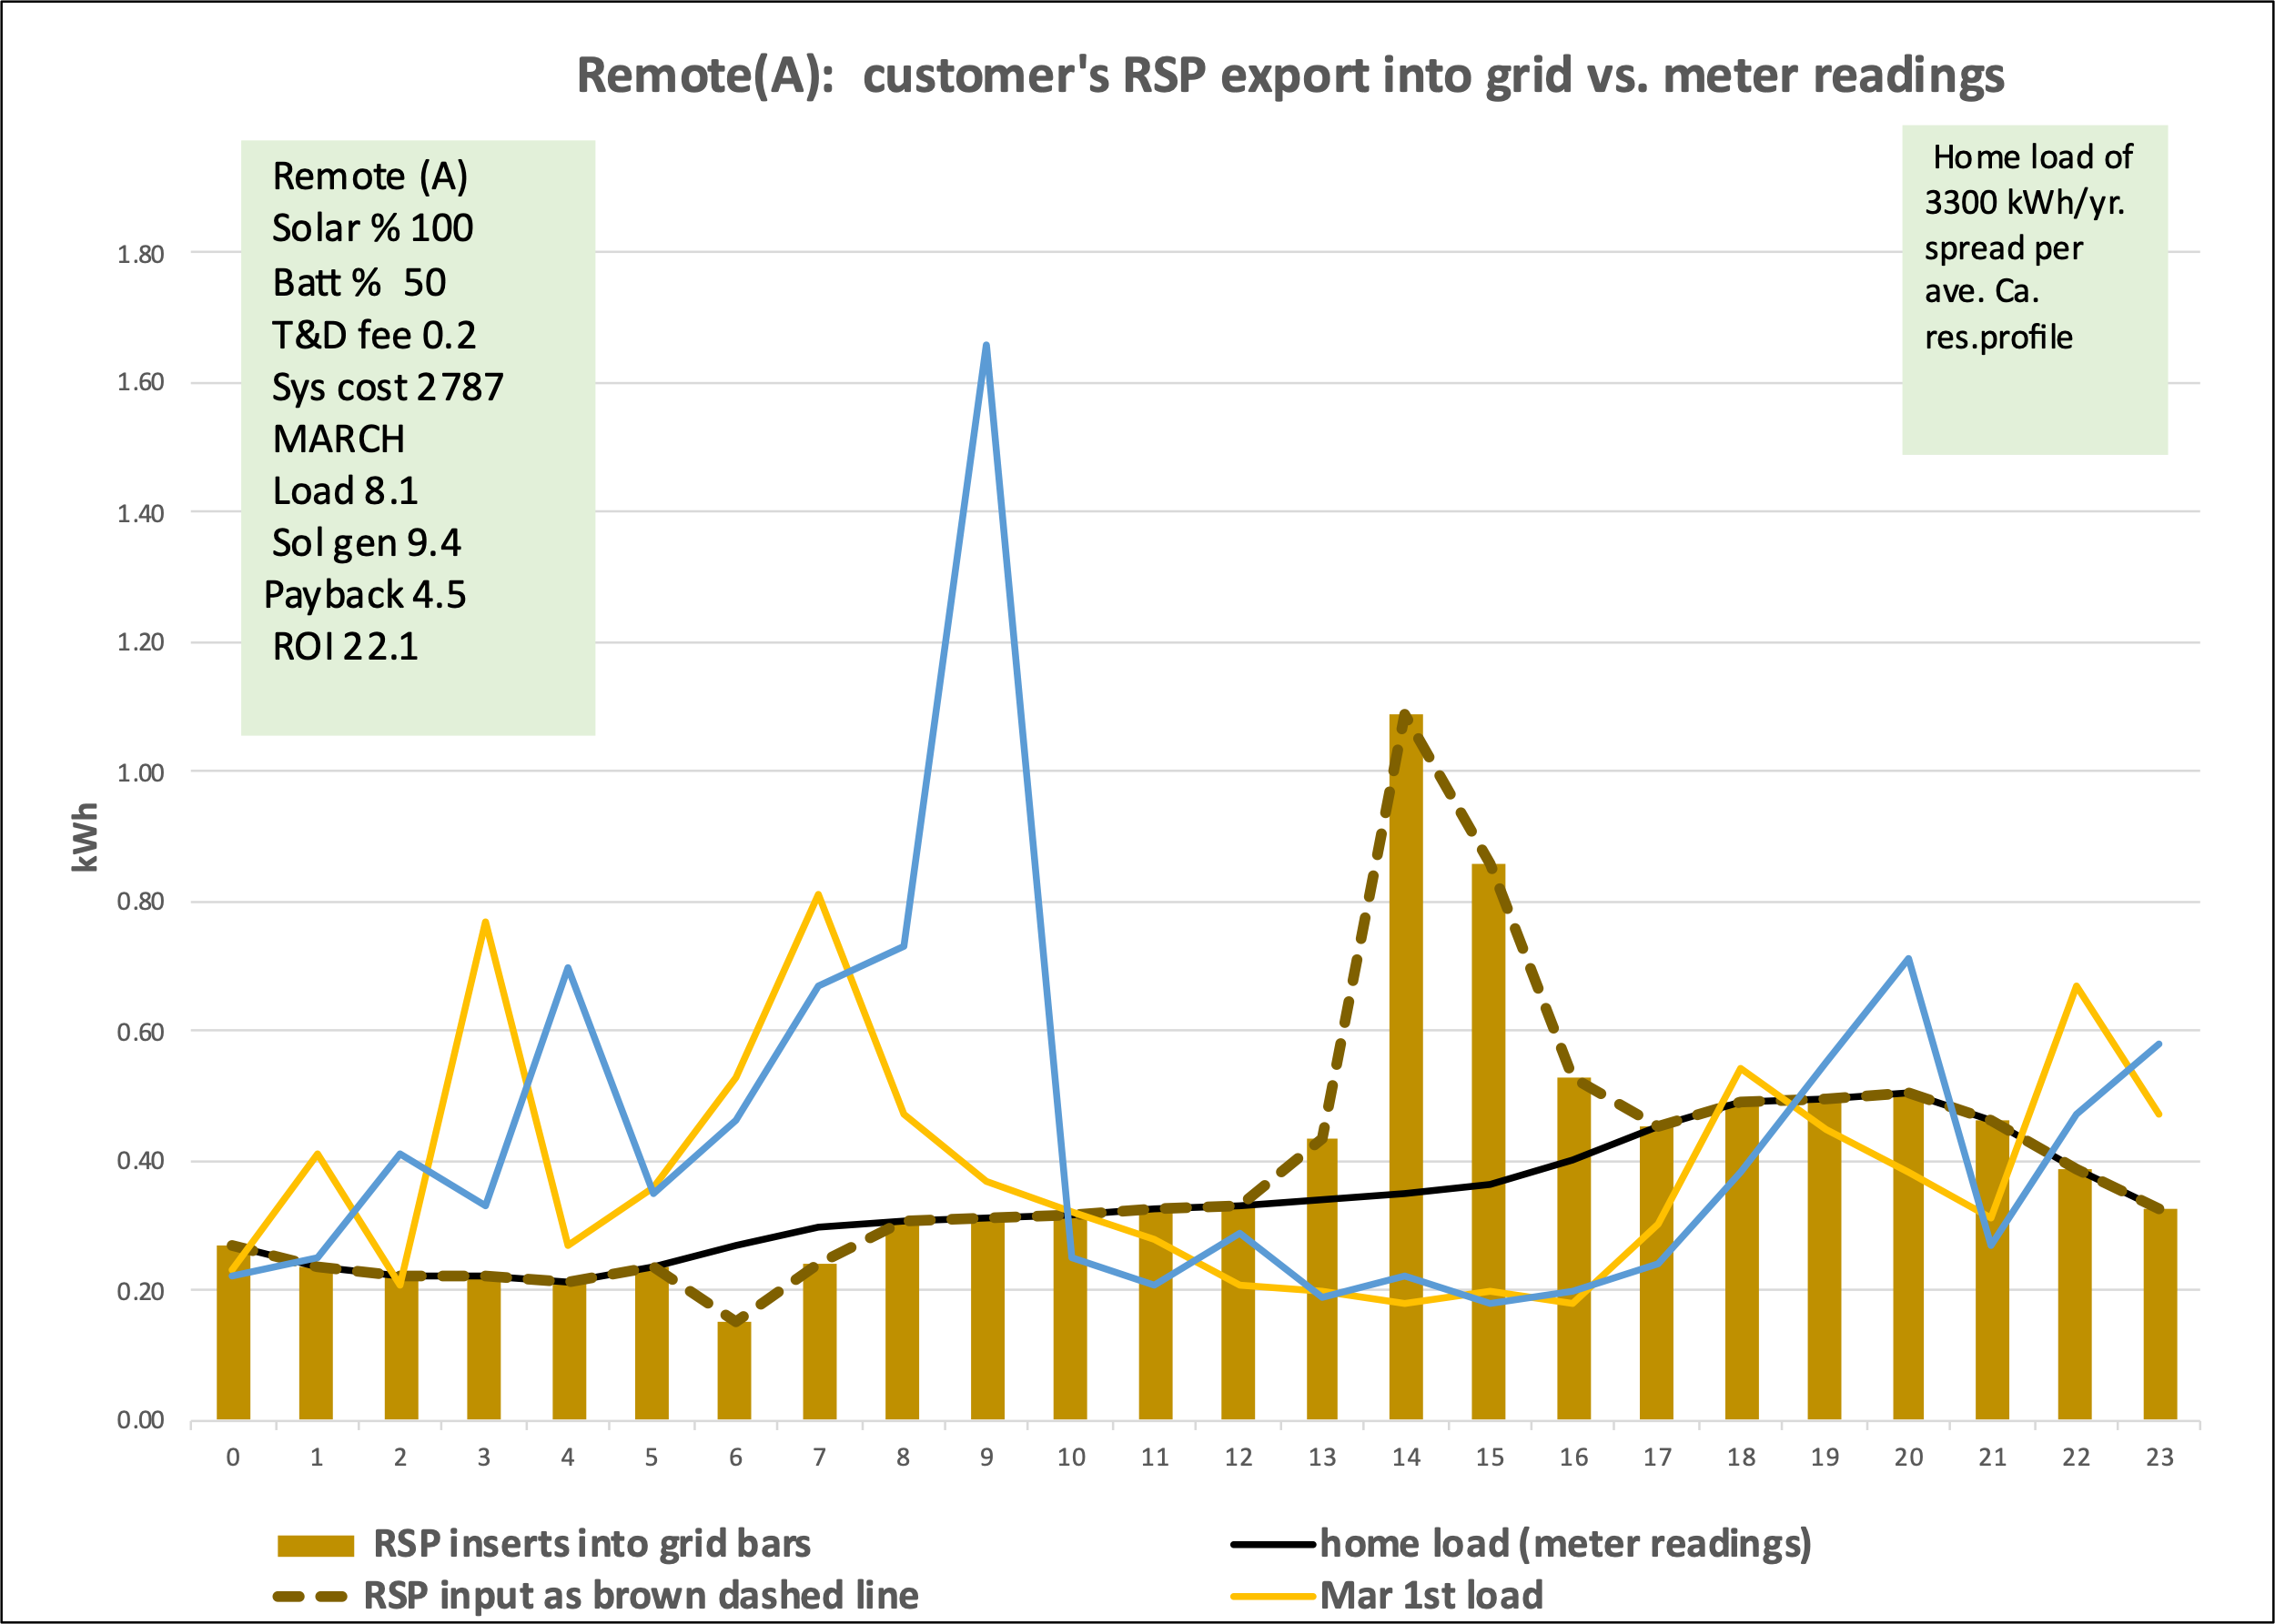 Remote(A):  customer's RSP export into grid vs. meter readings
Remote (A)
Solar % 100
Batt %  50
T&D fee 0.2
Sys cost 2787
MARCH
Load 8.1
Sol gen 9.4
Payback 4.5
ROI 22.1
Home load of
3300 kWh/yr.
spread per
ave. Ca.
res.profile
1.80
1.60
1.40
1.20
1.00
0.80
0.60
0.40
0.20
0.00
kWh
0 1 2 3 4 5 6 7 8 9 10 11 12 13 14 15 16 17 18 19 20 21 22 23
RSP inserts into grid bars
home load (meter readings)
RSP input as brown dashed line
Mar 1st load